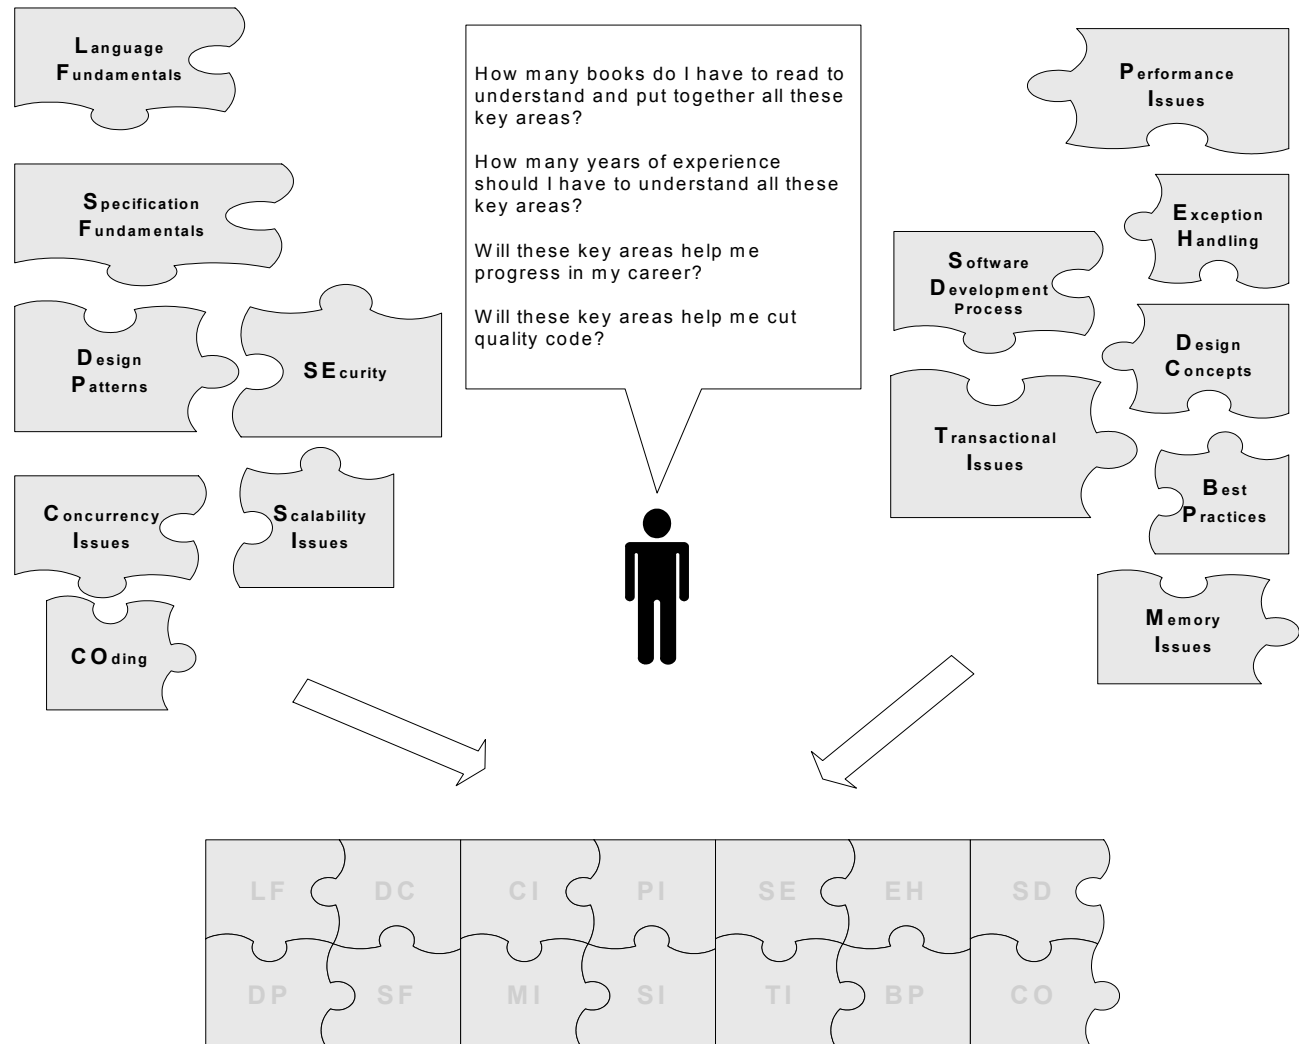 Language
Fundamentals
Specification
Fundamentals
Design
Patterns
SEcurity
Concurrency
Issues
Scalability
Issues
COding
How many books do I have to read to
understand and put together all these
key areas?
How many years of experience
should I have to understand all these
key areas?
Will these key areas help me
progress in my career?
Will these key areas help me cut
quality code?
Performance
Issues
Exception
Handling
Software
Development
Process
Design
Concepts
Transactional
Issues
Best
Practices
Memory
Issues
LF DC CI PI SE EH SD
DP SF MI SI TI BP CO